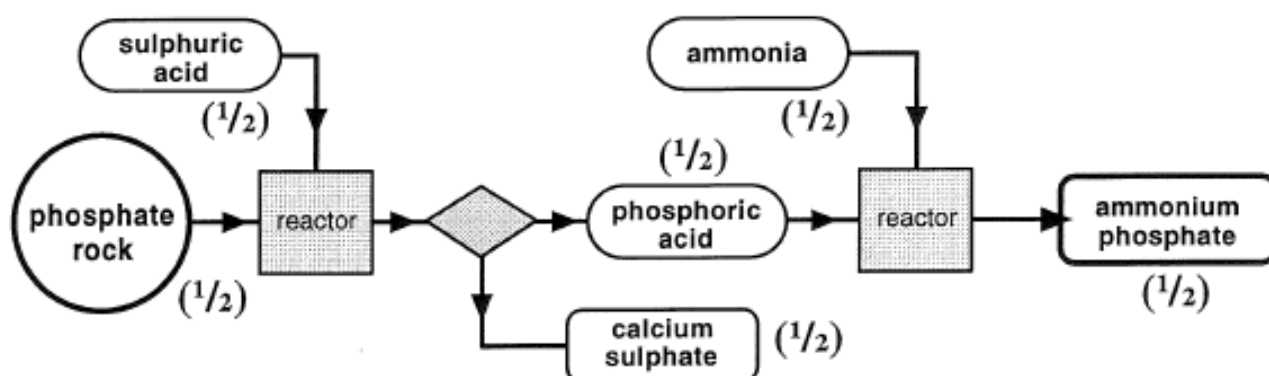 sulphuric
acid
(1/2)
ammonia
(1/2)
phosphate
rock
(1/2)
reactor
(1/2)
phosphoric
acid
reactor
ammonium
phosphate
(1/2)
calcium
sulphate
(1/2)